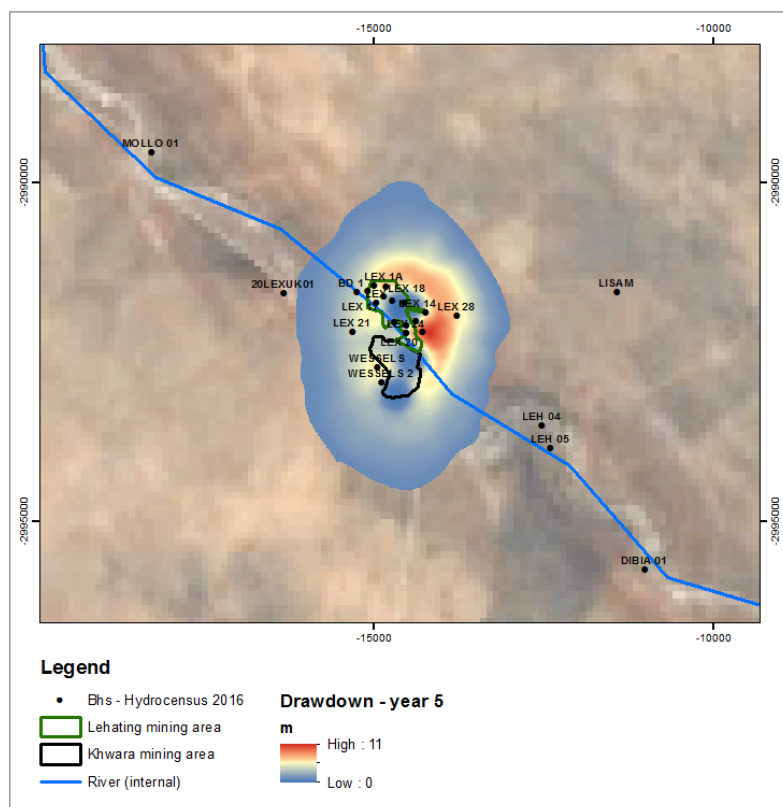 -15000
-10000
MOLLO 01
-2990000
-2990000
20LEXUK01
BD 1
LEX 1A
LEX 18
LISAM
LEX
LEX 14
LEX 28
LEX 21
LEX 20
WESSELS
WESSELS 2
LEH 04
LEH 05
-2995000
-2995000
DIBIA 01
-15000
-10000
Legend
Bhs - Hydrocensus 2016
Lehating mining area
Khwara mining area
River (internal)
Drawdown - year 5
m
High : 11
Low : 0